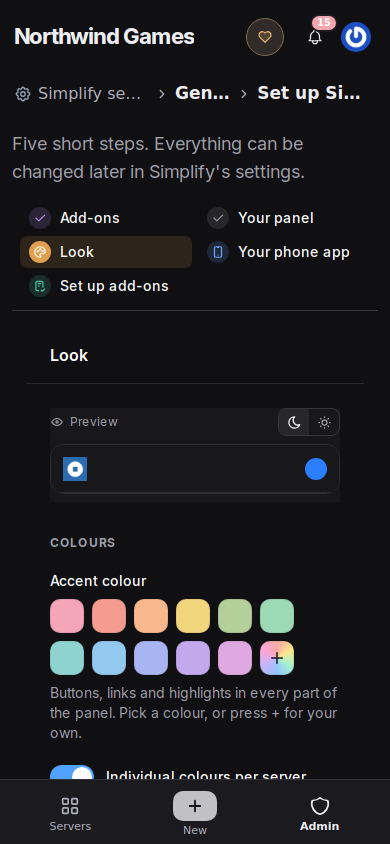 Northwind Games
15
Simplify se... › Gen... › Set up Si...
Five short steps. Everything can be
changed later in Simplify's settings.
Add-ons
Your panel
Look
Your phone app
Set up add-ons
Look
Preview
COLOURS
Accent colour
Buttons, links and highlights in every part of
the panel. Pick a colour, or press + for your
own.
Individual colours per server
Servers
New
Admin